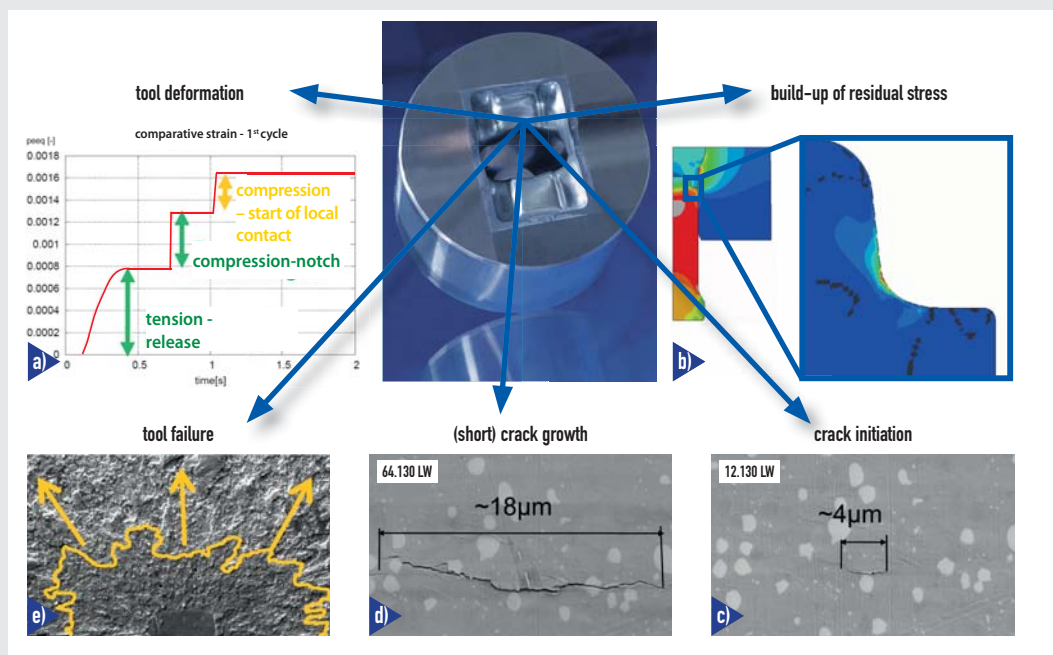 tool deformation
build-up of residual stress
comparative strain - 1st cycle
peeq [-]
0.0018
0.0016
0.0014
0.0012
0.001
0.0008
0.0006
0.0004
0.0002
0
0.5
1
1.5
2
time[s]
compression
– start of local
contact
compression-notch
tension -
release
a)
b)
tool failure
(short) crack growth
crack initiation
e)
64.130 LW
~18µm
d)
12.130 LW
~4µm
c)